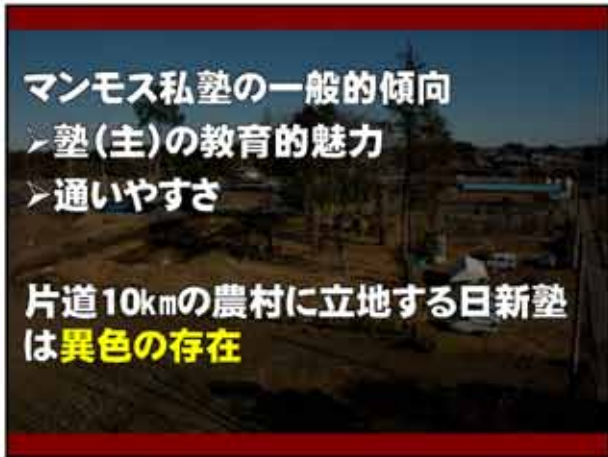 マンモス私塾の一般的傾向
➢塾(主)の教育的魅力
➢通いやすさ
片道10㎞の農村に立地する日新塾
は異色の存在